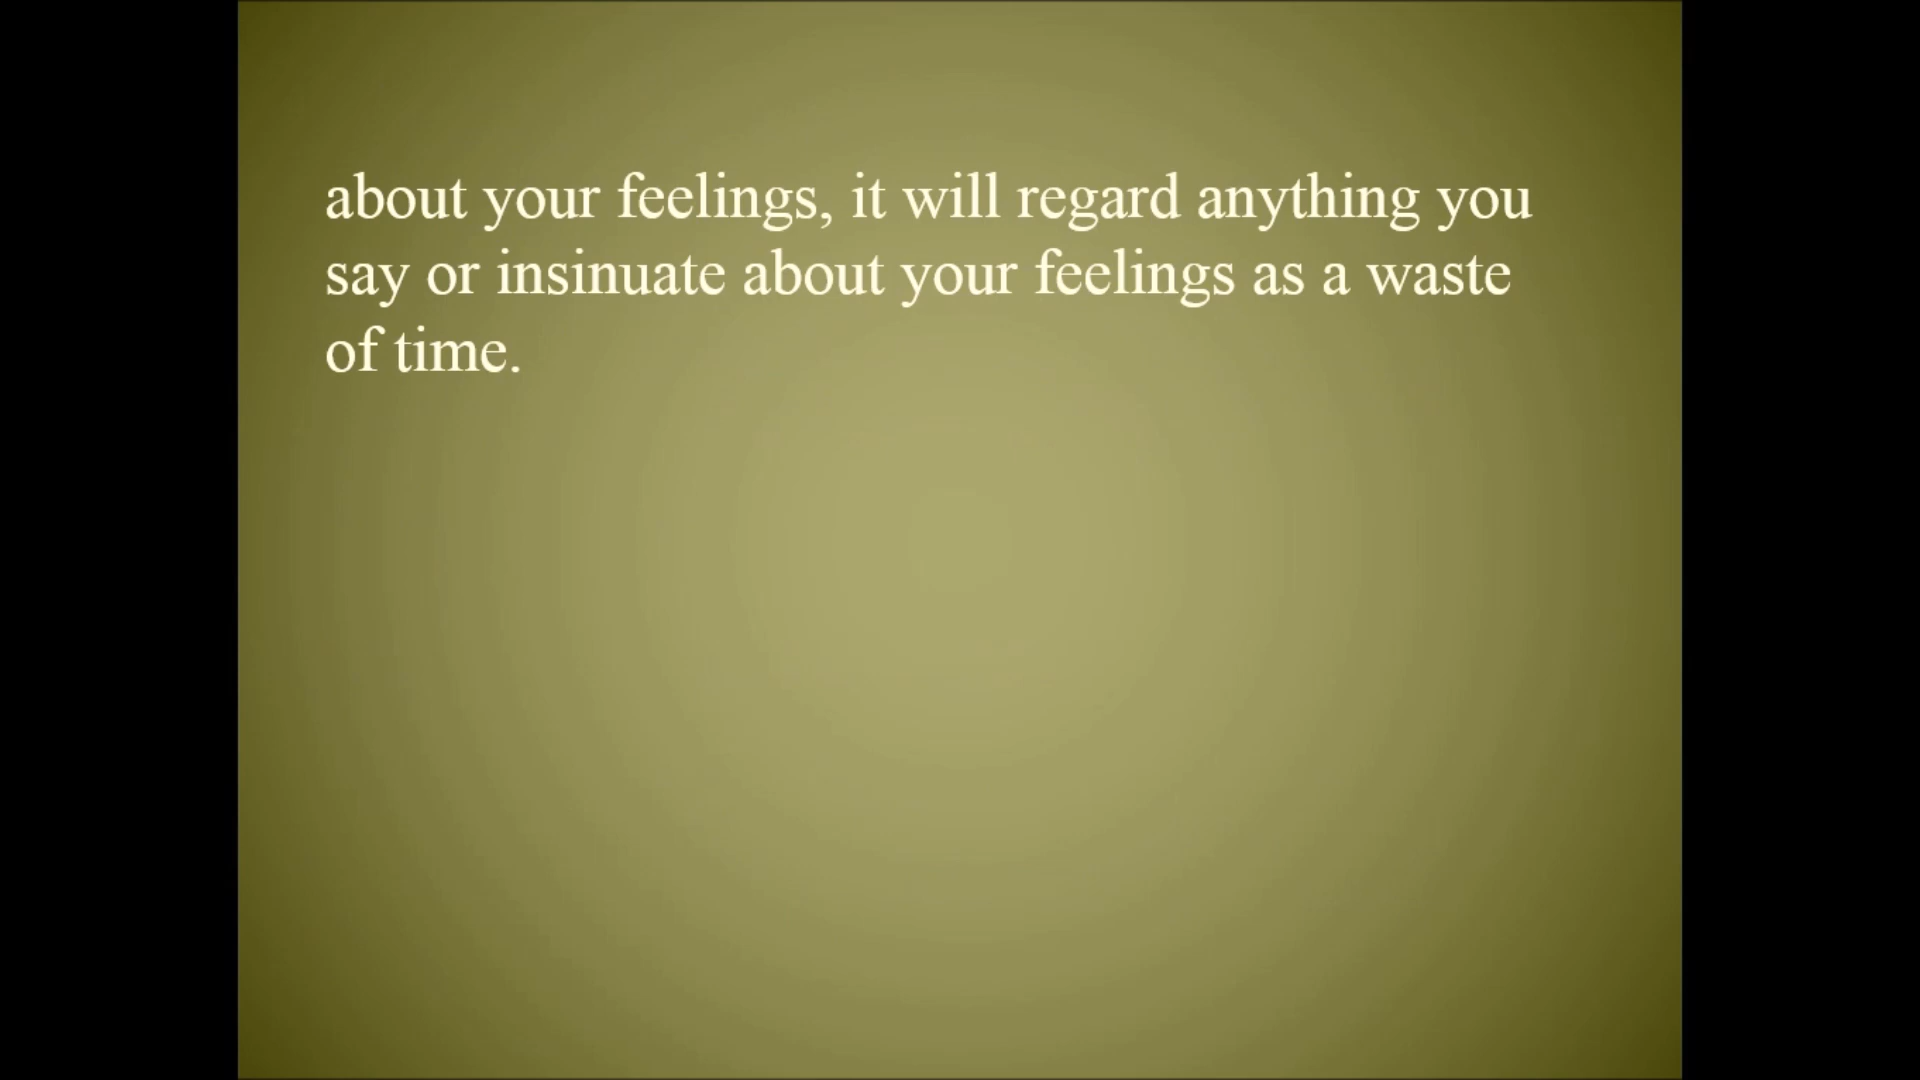 about your feelings, it will regard anything you
say or insinuate about your feelings as a waste
of time.